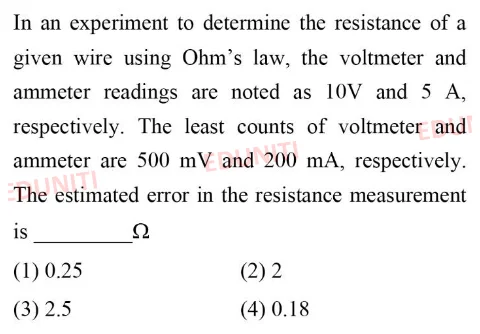 In an experiment to determine the resistance of a
given wire using Ohm's law, the voltmeter and
ammeter readings are noted as 10V and 5 A,
respectively. The least counts of voltmeter and
ammeter are 500 mV and 200 mA, respectively.
The estimated error in the resistance measurement
is _________Ω
(1) 0.25 (2) 2
(3) 2.5 (4) 0.18
EDUNITI
EDUNITI
EDUNI